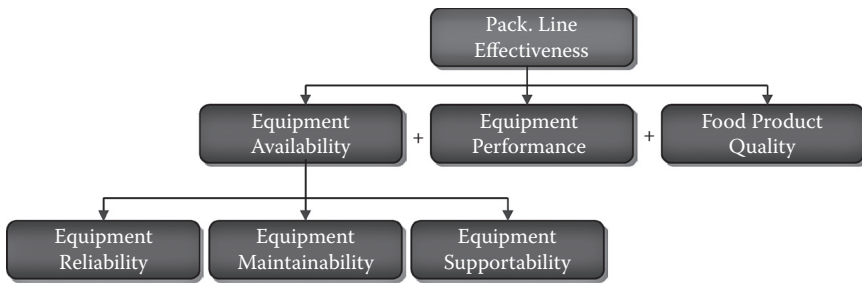 Pack. Line
Effectiveness
Equipment
Availability
+
Equipment
Performance
+
Food Product
Quality
Equipment
Reliability
Equipment
Maintainability
Equipment
Supportability